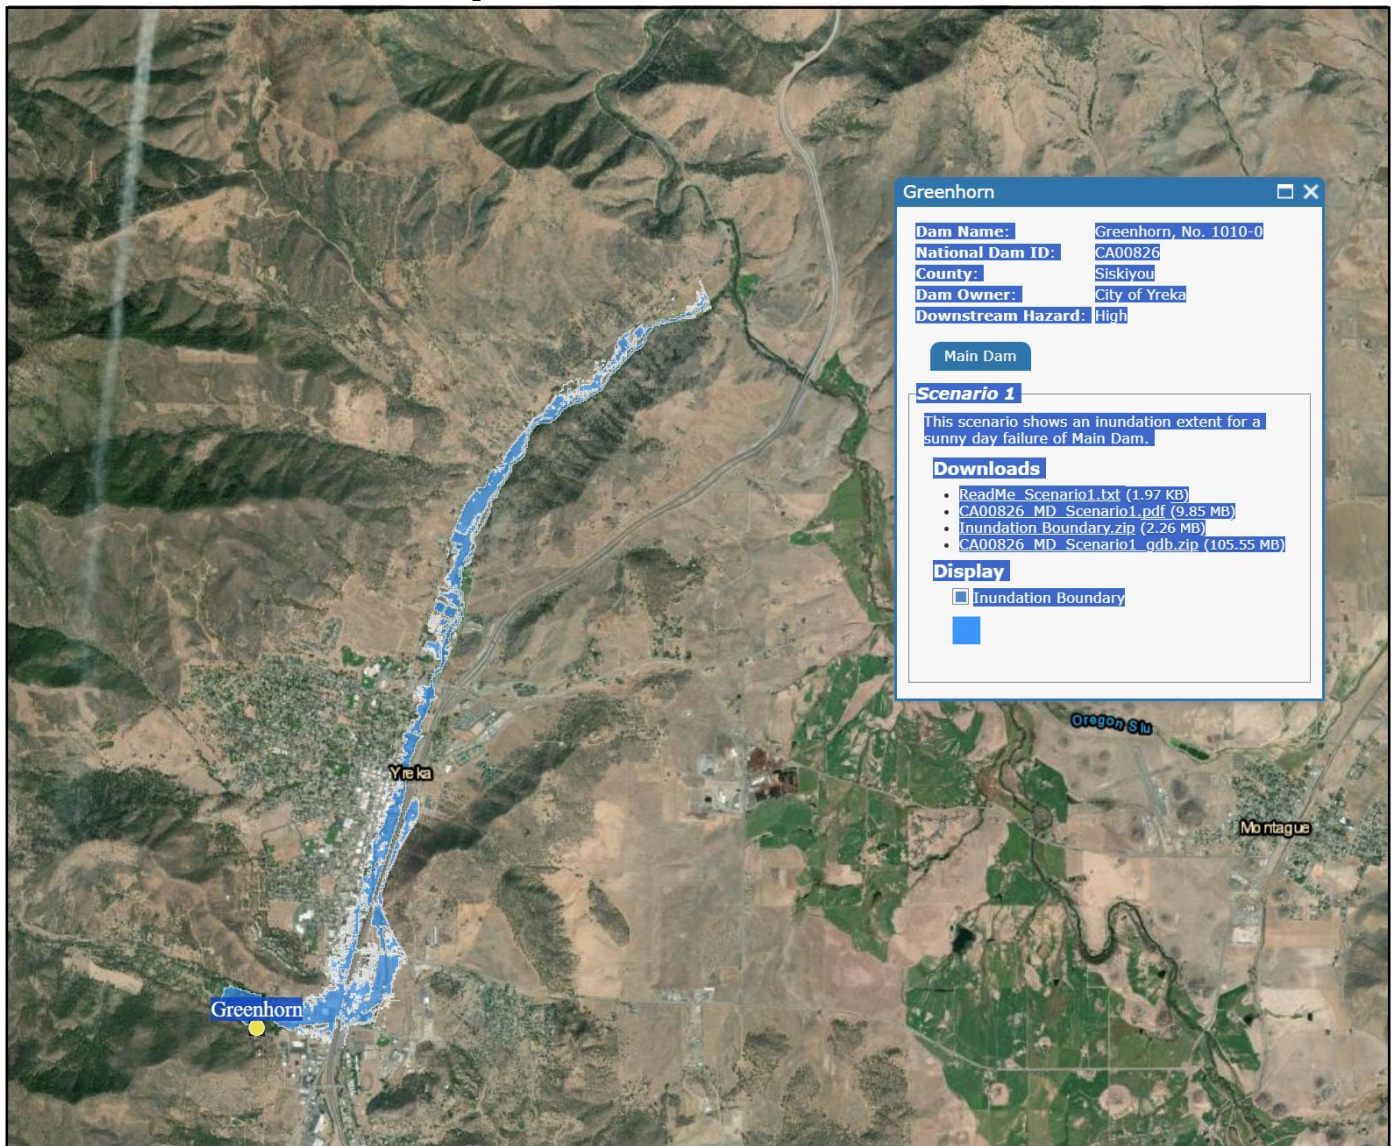 Greenhorn
Dam Name: Greenhorn, No. 1010-0
National Dam ID: CA00826
County: Siskiyou
Dam Owner: City of Yreka
Downstream Hazard: High
Main Dam
Scenario 1
This scenario shows an inundation extent for a
sunny day failure of Main Dam.
Downloads
ReadMe_Scenario1.txt (1.97 KB)
CA00826_MD_Scenario1.pdf (9.85 MB)
Inundation Boundary.zip (2.26 MB)
CA00826_MD_Scenario1_gdb.zip (105.55 MB)
Display
Inundation Boundary
Oregon Slu
Yreka
Montague
Greenhorn